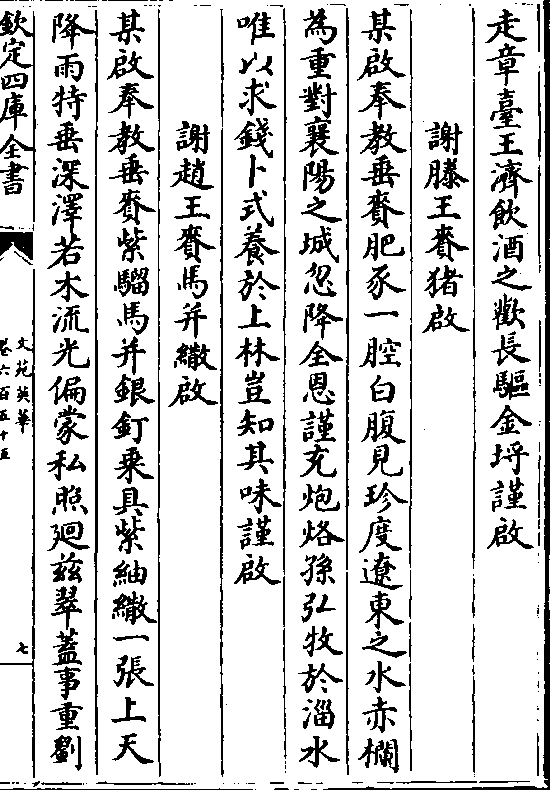 走章臺王濟飲酒之歡長驅金埒謹啟
謝滕王賚猪啟
某啟奉教垂賚肥豕一腔白腹見珍度遼東之水赤欄
為重對襄陽之城忽降全恩謹充炮烙孫弘牧於淄水
唯以求錢卜式養於上林豈知其味謹啟
謝趙王賚馬并繖啟
某啟奉教垂賚紫騮馬并銀釘乗具紫紬繖一張上天
降雨特垂深澤若木流光偏蒙私照廻兹翠蓋事重劉
欽定四庫全書
文苑英華
卷六百五十五
七